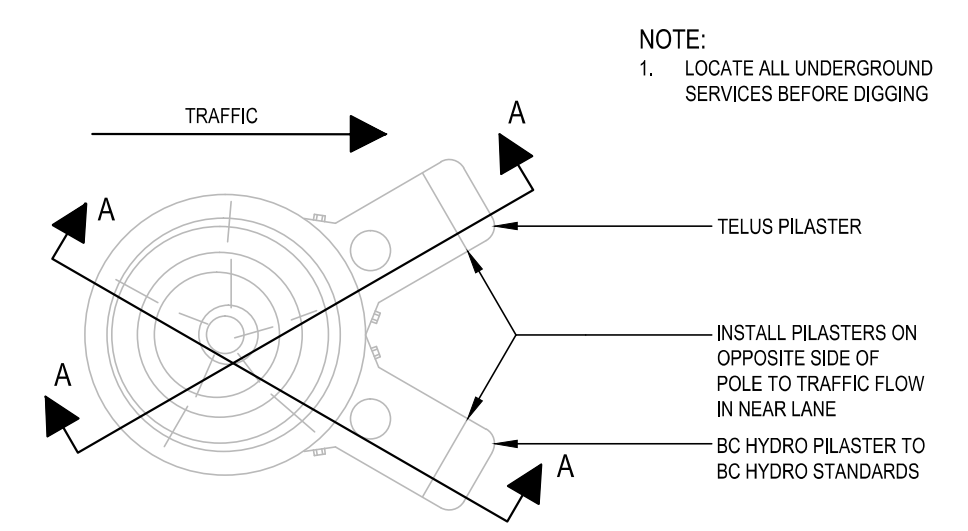 NOTE:
1. LOCATE ALL UNDERGROUND
SERVICES BEFORE DIGGING
TRAFFIC
A
A
TELUS PILASTER
INSTALL PILASTERS ON
OPPOSITE SIDE OF
POLE TO TRAFFIC FLOW
IN NEAR LANE
A
BC HYDRO PILASTER TO
BC HYDRO STANDARDS
A